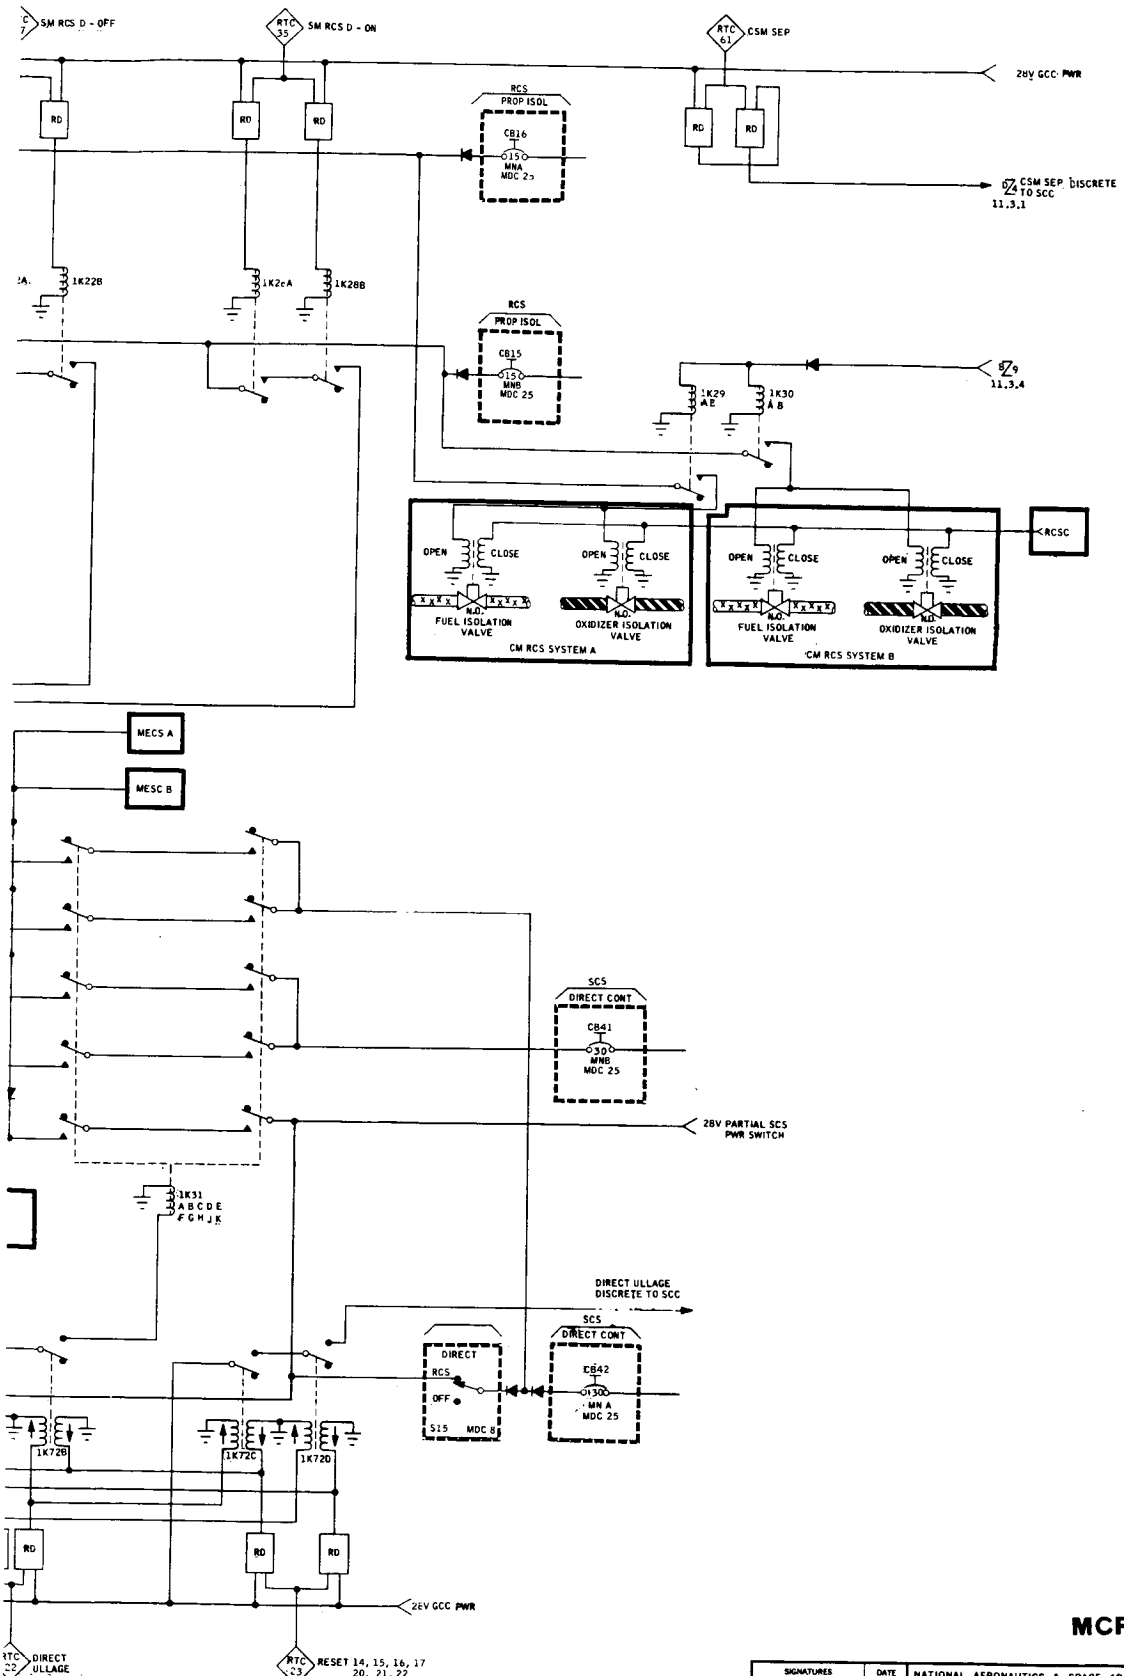 SM RCS D - OFF
RTC
35
SM RCS D - ON
RTC
61
CSM SEP
28V GCC PWR
RD
RD
RD
RD
RD
RCS
PROP ISOL
CB16
15
MNA
MDC 25
CSM SEP DISCRETE
TO SCC
11.3.1
1K22B
1K28B
RCS
PROP ISOL
CB15
15
MNB
MDC 25
11.3.4
1K29
1K30
A B
OPEN
CLOSE
OPEN
CLOSE
OPEN
CLOSE
OPEN
CLOSE
RCSC
N.O.
FUEL ISOLATION
VALVE
N.O.
OXIDIZER ISOLATION
VALVE
N.O.
FUEL ISOLATION
VALVE
N.O.
OXIDIZER ISOLATION
VALVE
CM RCS SYSTEM A
CM RCS SYSTEM B
MECS A
MESC B
SCS
DIRECT CONT
CB41
30
MNB
MDC 25
28V PARTIAL SCS
PWR SWITCH
1K31
A B C D E
F G H J K
DIRECT ULLAGE
DISCRETE TO SCC
SCS
DIRECT CONT
CB42
30
MN A
MDC 25
DIRECT
RCS
OFF
S15
MDC 8
1K72B
1K72C
1K72D
RD
RD
RD
28V GCC PWR
RTC
22
DIRECT
ULLAGE
RTC
23
RESET 14, 15, 16, 17
20, 21, 22
SIGNATURES
DATE
NATIONAL AERONAUTICS & SPACE